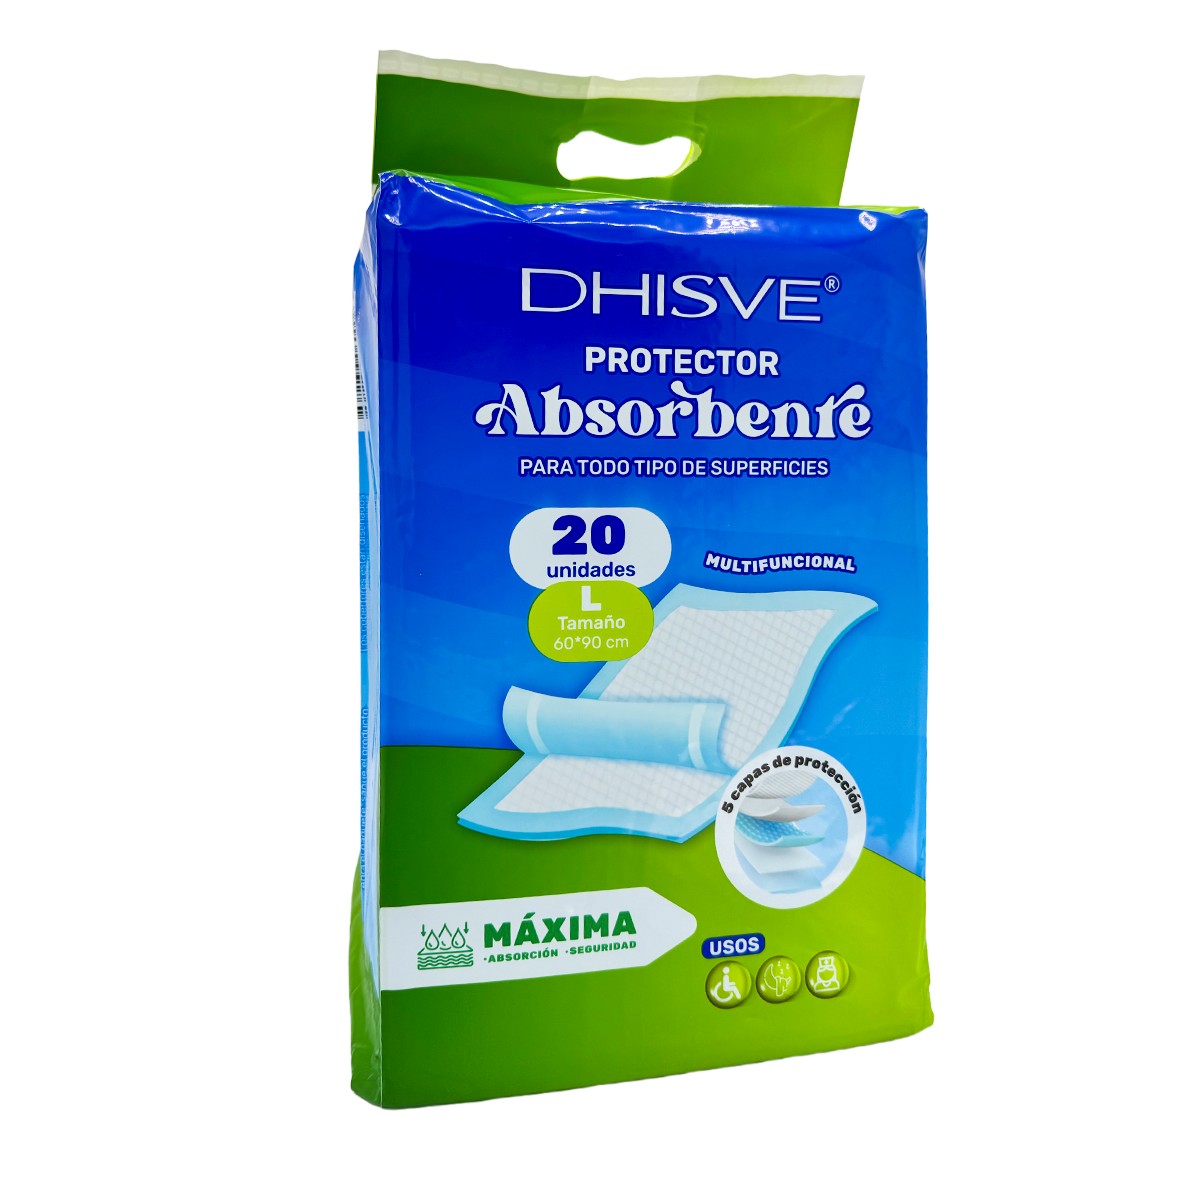 DHISVE®
PROTECTOR
Absorbente
PARA TODO TIPO DE SUPERFICIES
20
unidades
L
Tamaño
60*90 cm
MULTIFUNCIONAL
5 capas de protección
MÁXIMA
·ABSORCIÓN ·SEGURIDAD
USOS